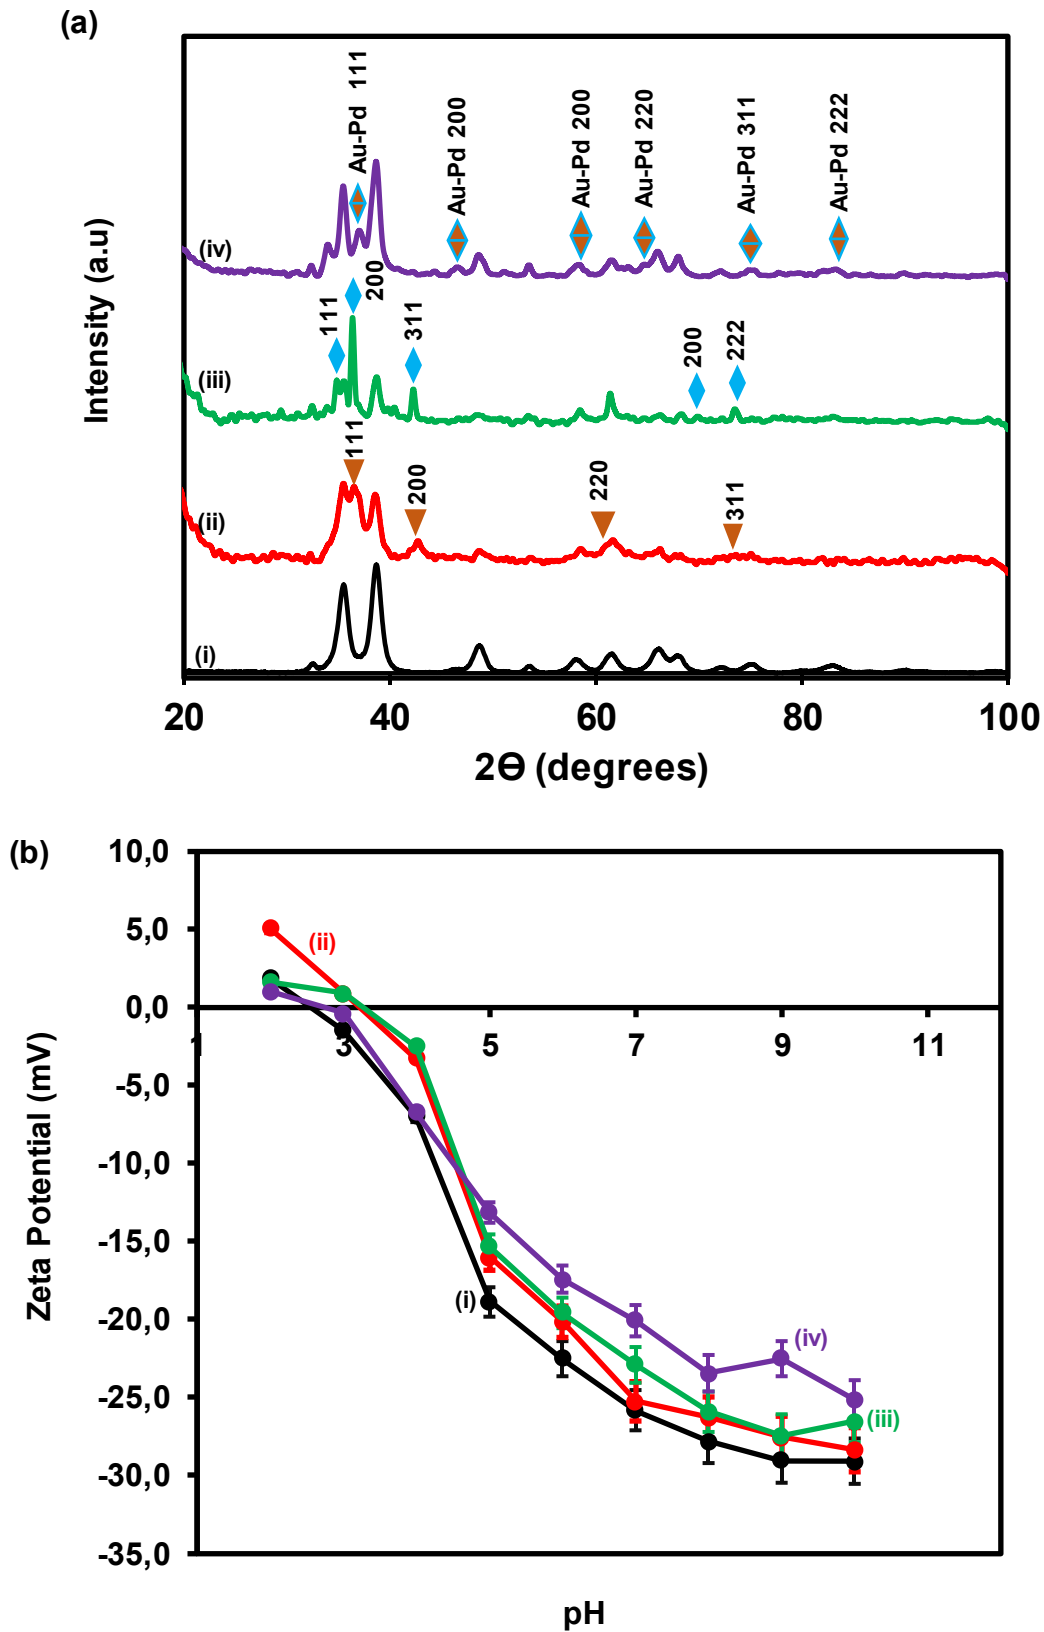 (a)
Intensity (a.u)
Au-Pd 111
Au-Pd 200
Au-Pd 200
Au-Pd 220
Au-Pd 311
Au-Pd 222
(iv)
111
200
311
200
222
(iii)
111
200
220
311
(ii)
(i)
20 40 60 80 100
2Ɵ (degrees)
(b)
Zeta Potential (mV)
10,0
5,0
0,0
-5,0
-10,0
-15,0
-20,0
-25,0
-30,0
-35,0
1 3 5 7 9 11
(ii)
(i)
(iv)
(iii)
pH